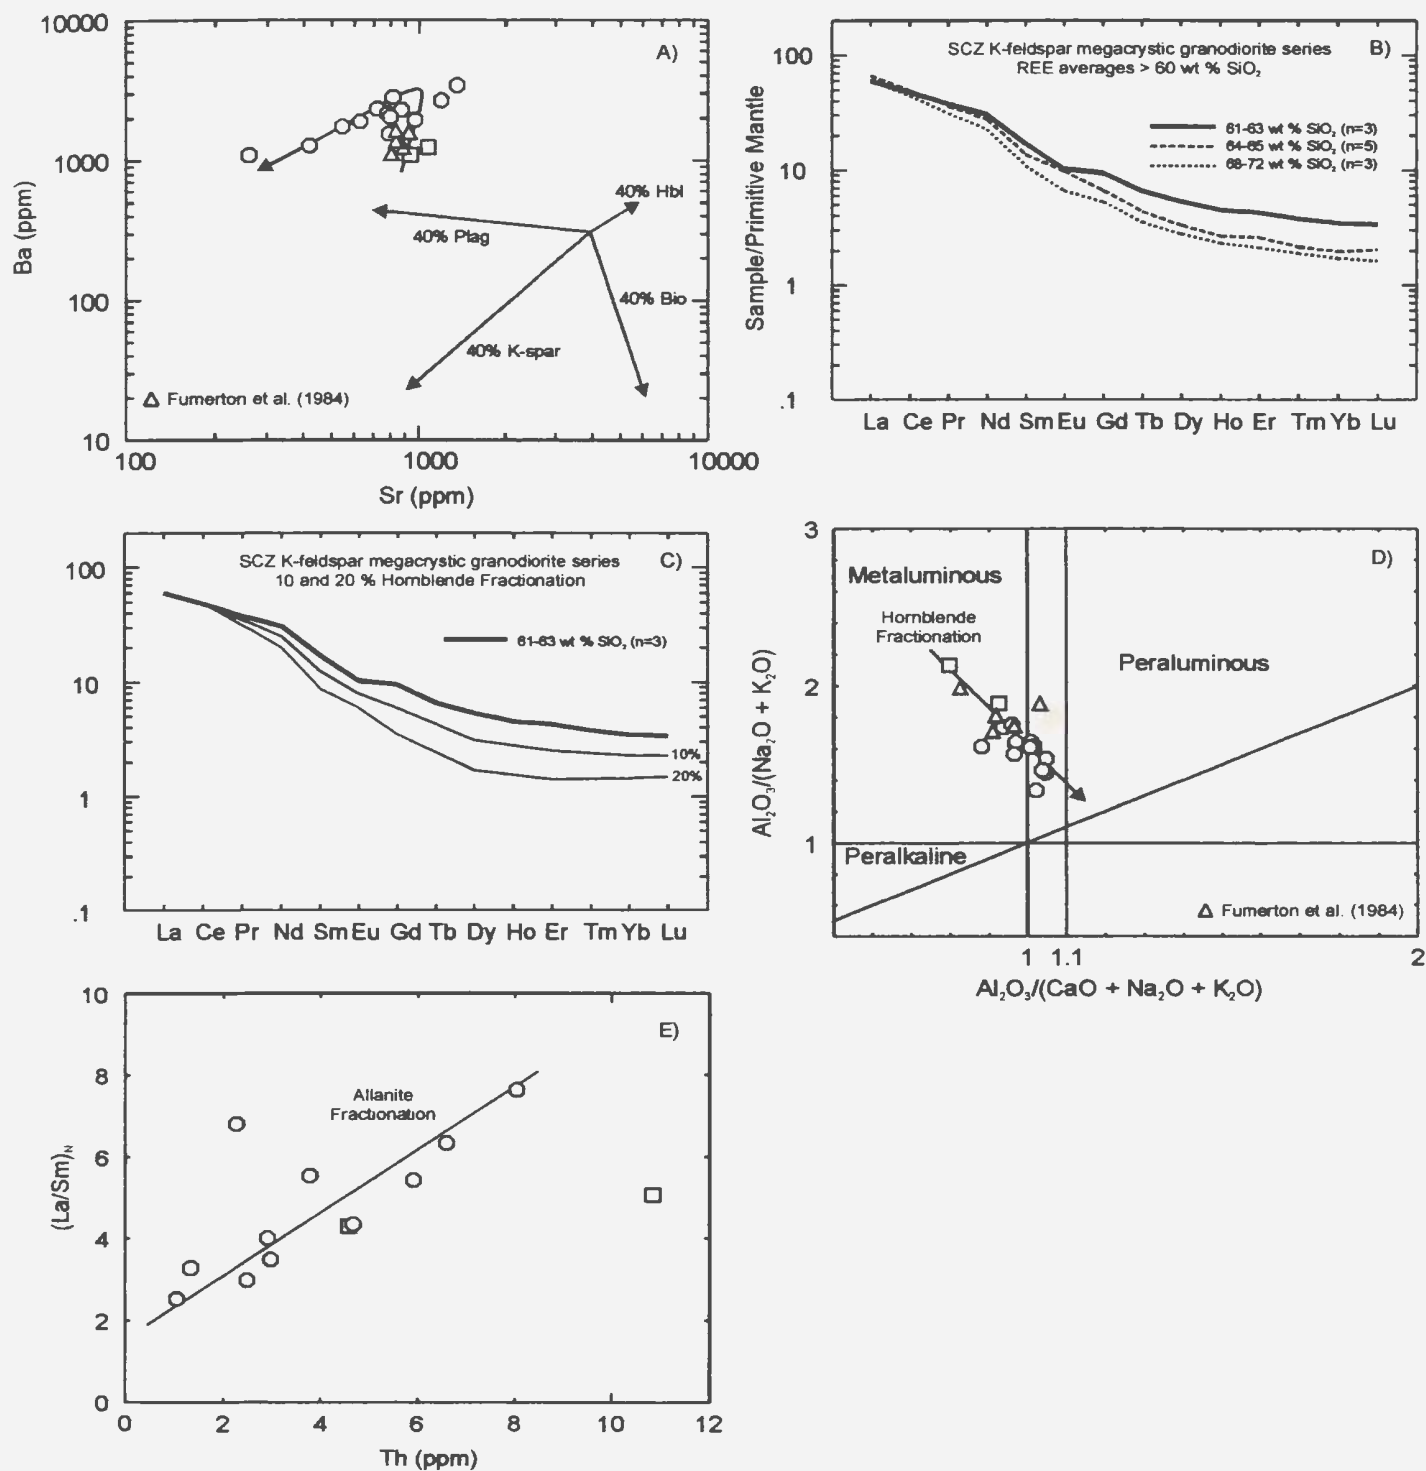 A)
10000
1000
100
10
Ba (ppm)
40% Hbl
40% Plag
40% Bio
40% K-spar
△ Fumerton et al. (1984)
100 1000 10000
Sr (ppm)
B)
SCZ K-feldspar megacrystic granodiorite series
REE averages > 60 wt % SiO₂
100
10
1
.1
Sample/Primitive Mantle
61-63 wt % SiO₂ (n=3)
64-65 wt % SiO₂ (n=5)
68-72 wt % SiO₂ (n=3)
La Ce Pr Nd Sm Eu Gd Tb Dy Ho Er Tm Yb Lu
C)
SCZ K-feldspar megacrystic granodiorite series
10 and 20 % Hornblende Fractionation
100
10
1
.1
61-63 wt % SiO₂ (n=3)
10%
20%
La Ce Pr Nd Sm Eu Gd Tb Dy Ho Er Tm Yb Lu
D)
3
2
1
Al₂O₃/(Na₂O + K₂O)
Metaluminous
Hornblende
Fractionation
Peraluminous
Peralkaline
△ Fumerton et al. (1984)
1 1.1 2
Al₂O₃/(CaO + Na₂O + K₂O)
E)
10
8
6
4
2
0
(La/Sm)N
Allanite
Fractionation
0 2 4 6 8 10 12
Th (ppm)